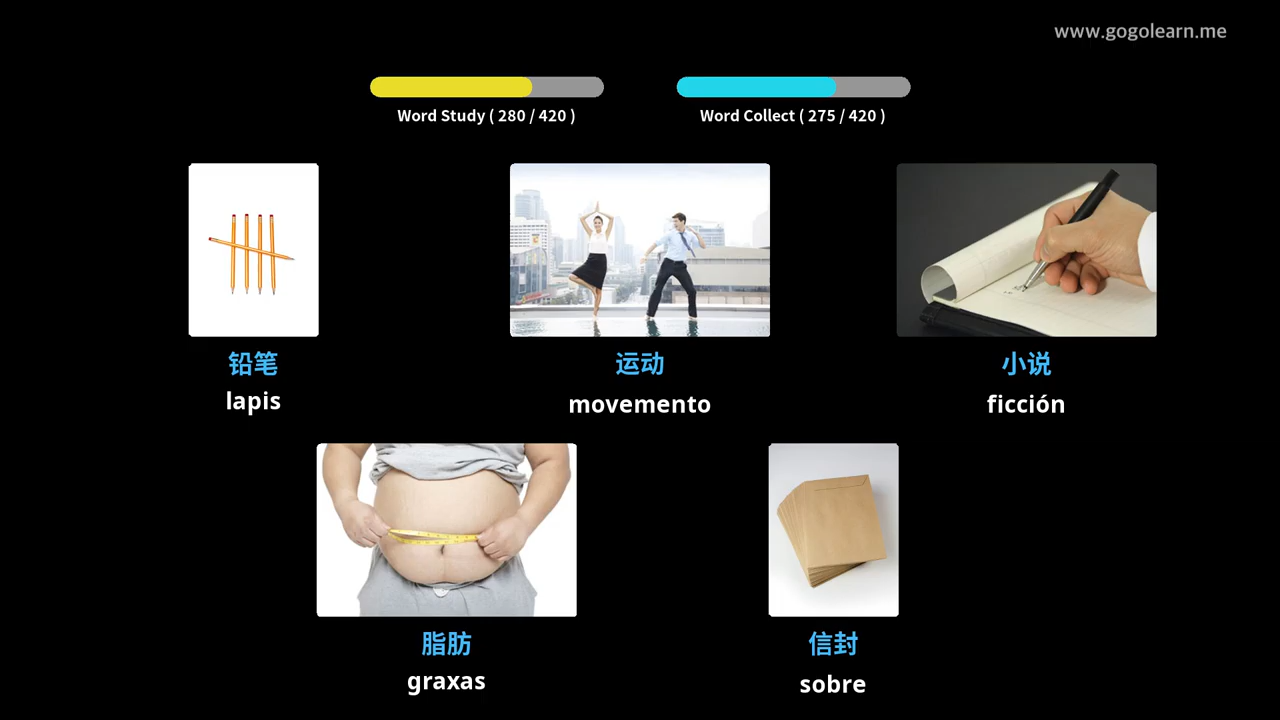 www.gogolearn.me
Word Study ( 280 / 420 )
Word Collect ( 275 / 420 )
铅笔
lapis
运动
movemento
小说
ficción
脂肪
graxas
信封
sobre